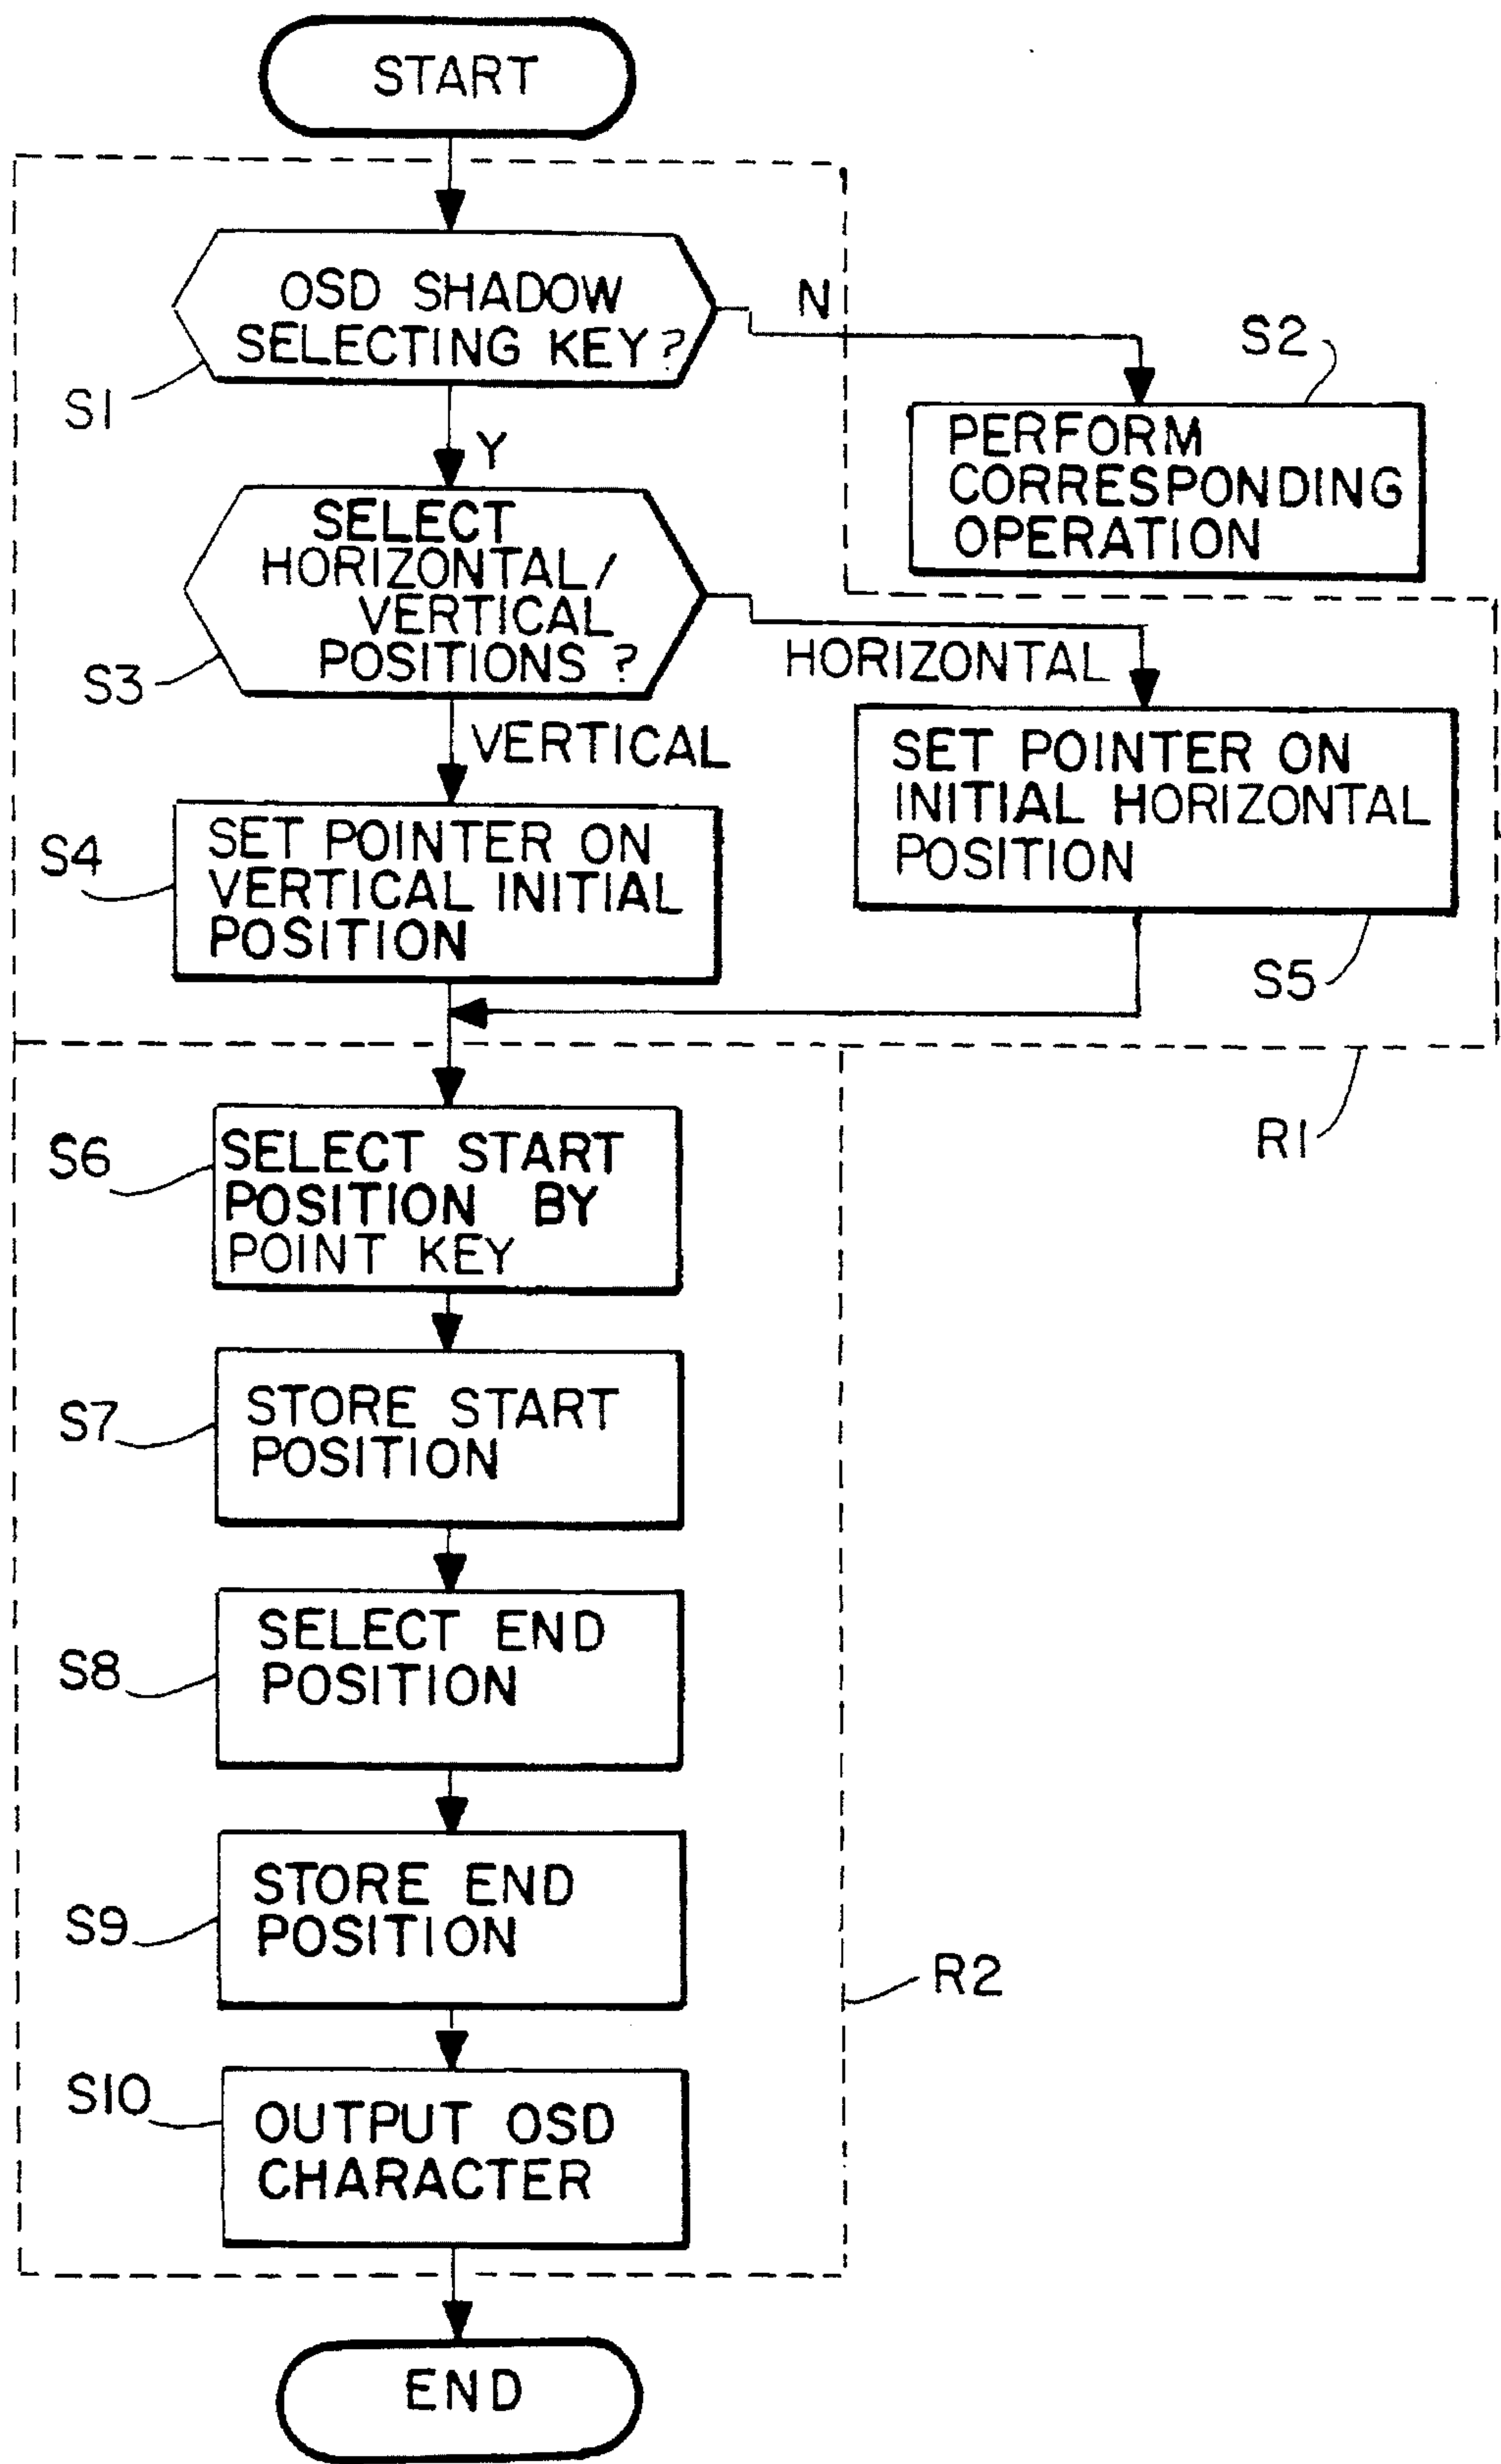 START
OSD SHADOW
SELECTING KEY?
S1
N
S2
PERFORM
CORRESPONDING
OPERATION
Y
SELECT
HORIZONTAL/
VERTICAL
POSITIONS ?
S3
HORIZONTAL
VERTICAL
SET POINTER ON
INITIAL HORIZONTAL
POSITION
S5
S4
SET POINTER ON
VERTICAL INITIAL
POSITION
R1
S6
SELECT START
POSITION BY
POINT KEY
S7
STORE START
POSITION
S8
SELECT END
POSITION
S9
STORE END
POSITION
R2
S10
OUTPUT OSD
CHARACTER
END